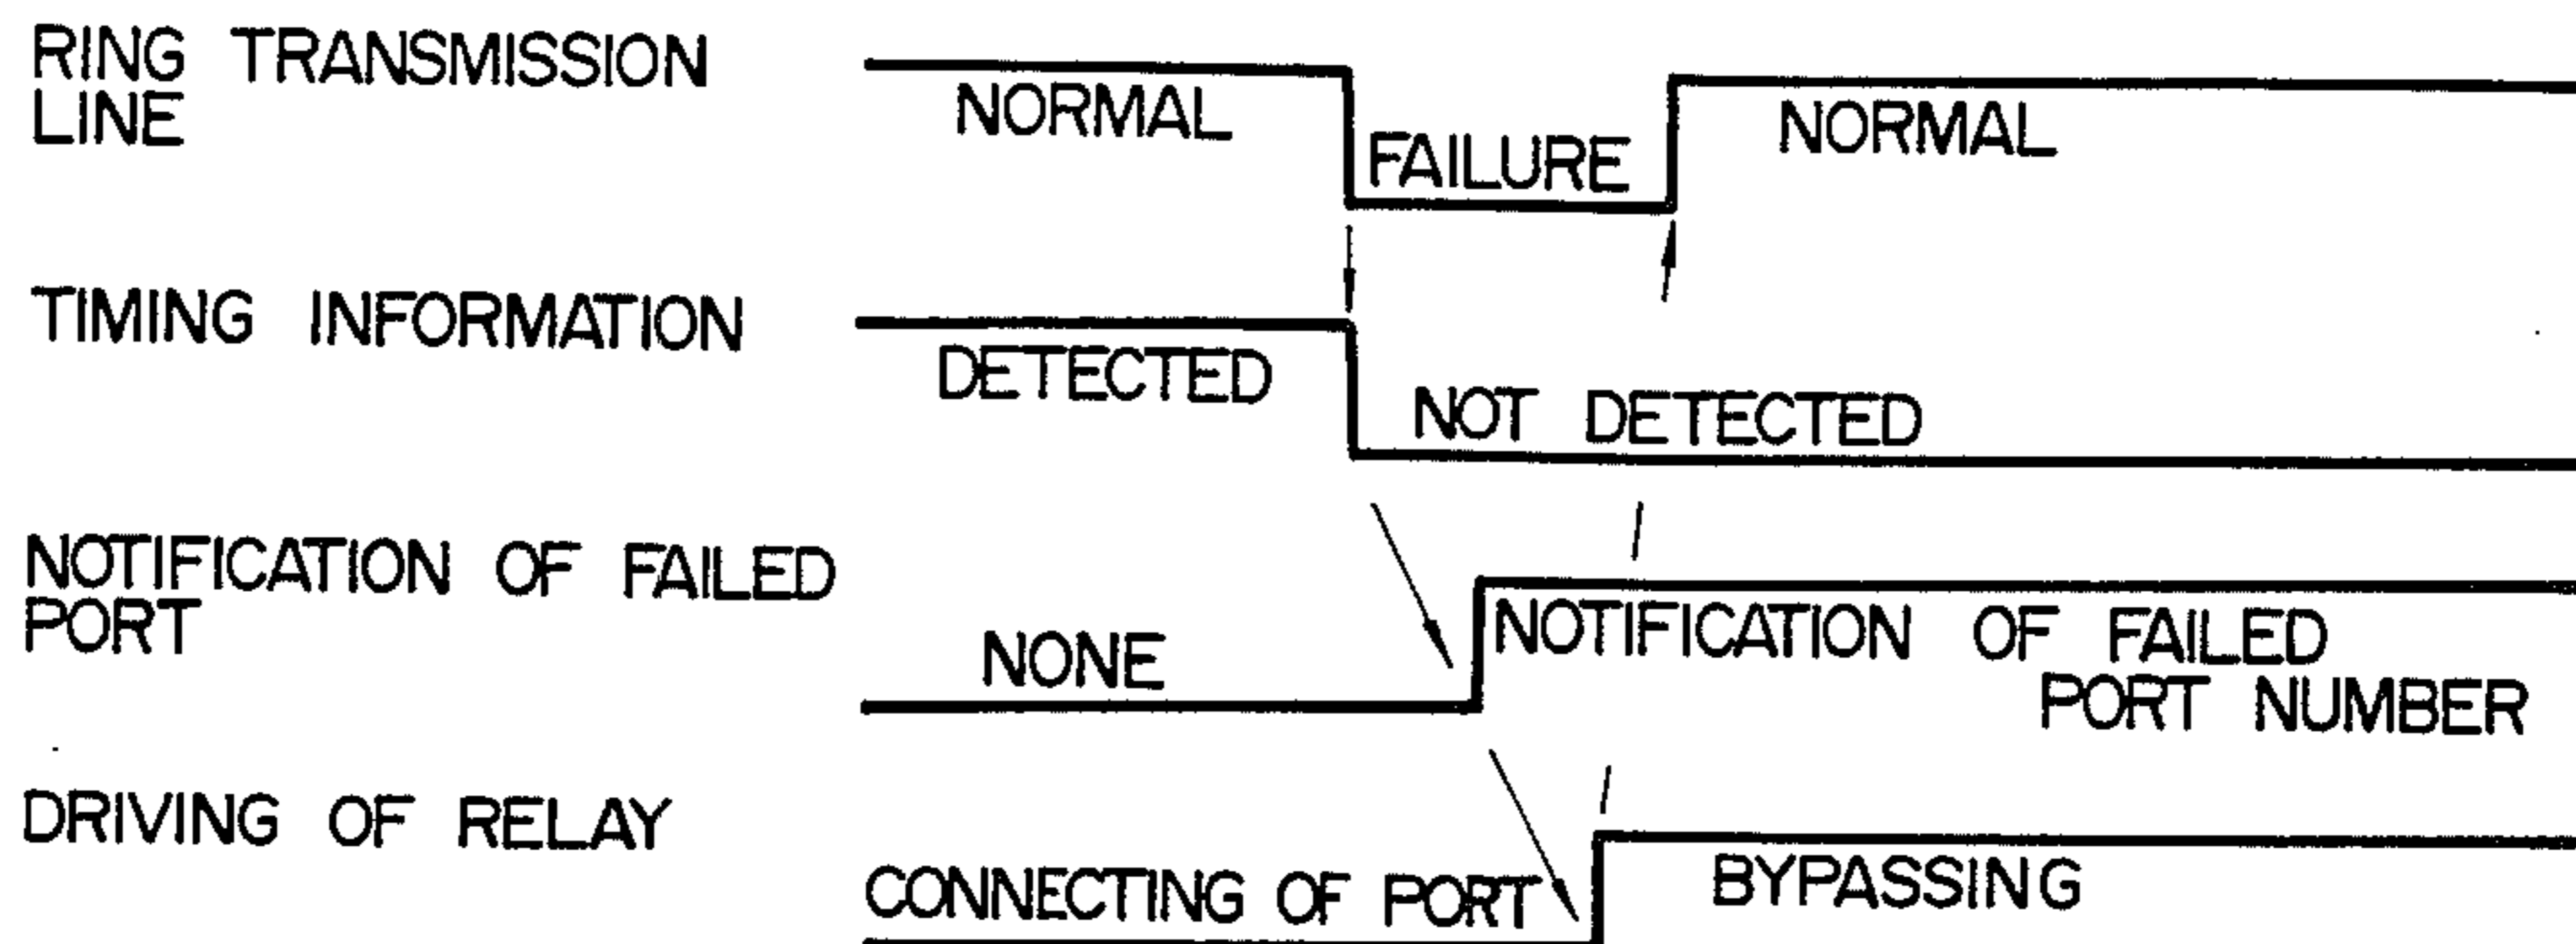 RING TRANSMISSION
LINE
NORMAL
FAILURE
NORMAL
TIMING INFORMATION
DETECTED
NOT DETECTED
NOTIFICATION OF FAILED
PORT
NONE
NOTIFICATION OF FAILED
PORT NUMBER
DRIVING OF RELAY
CONNECTING OF PORT
BYPASSING